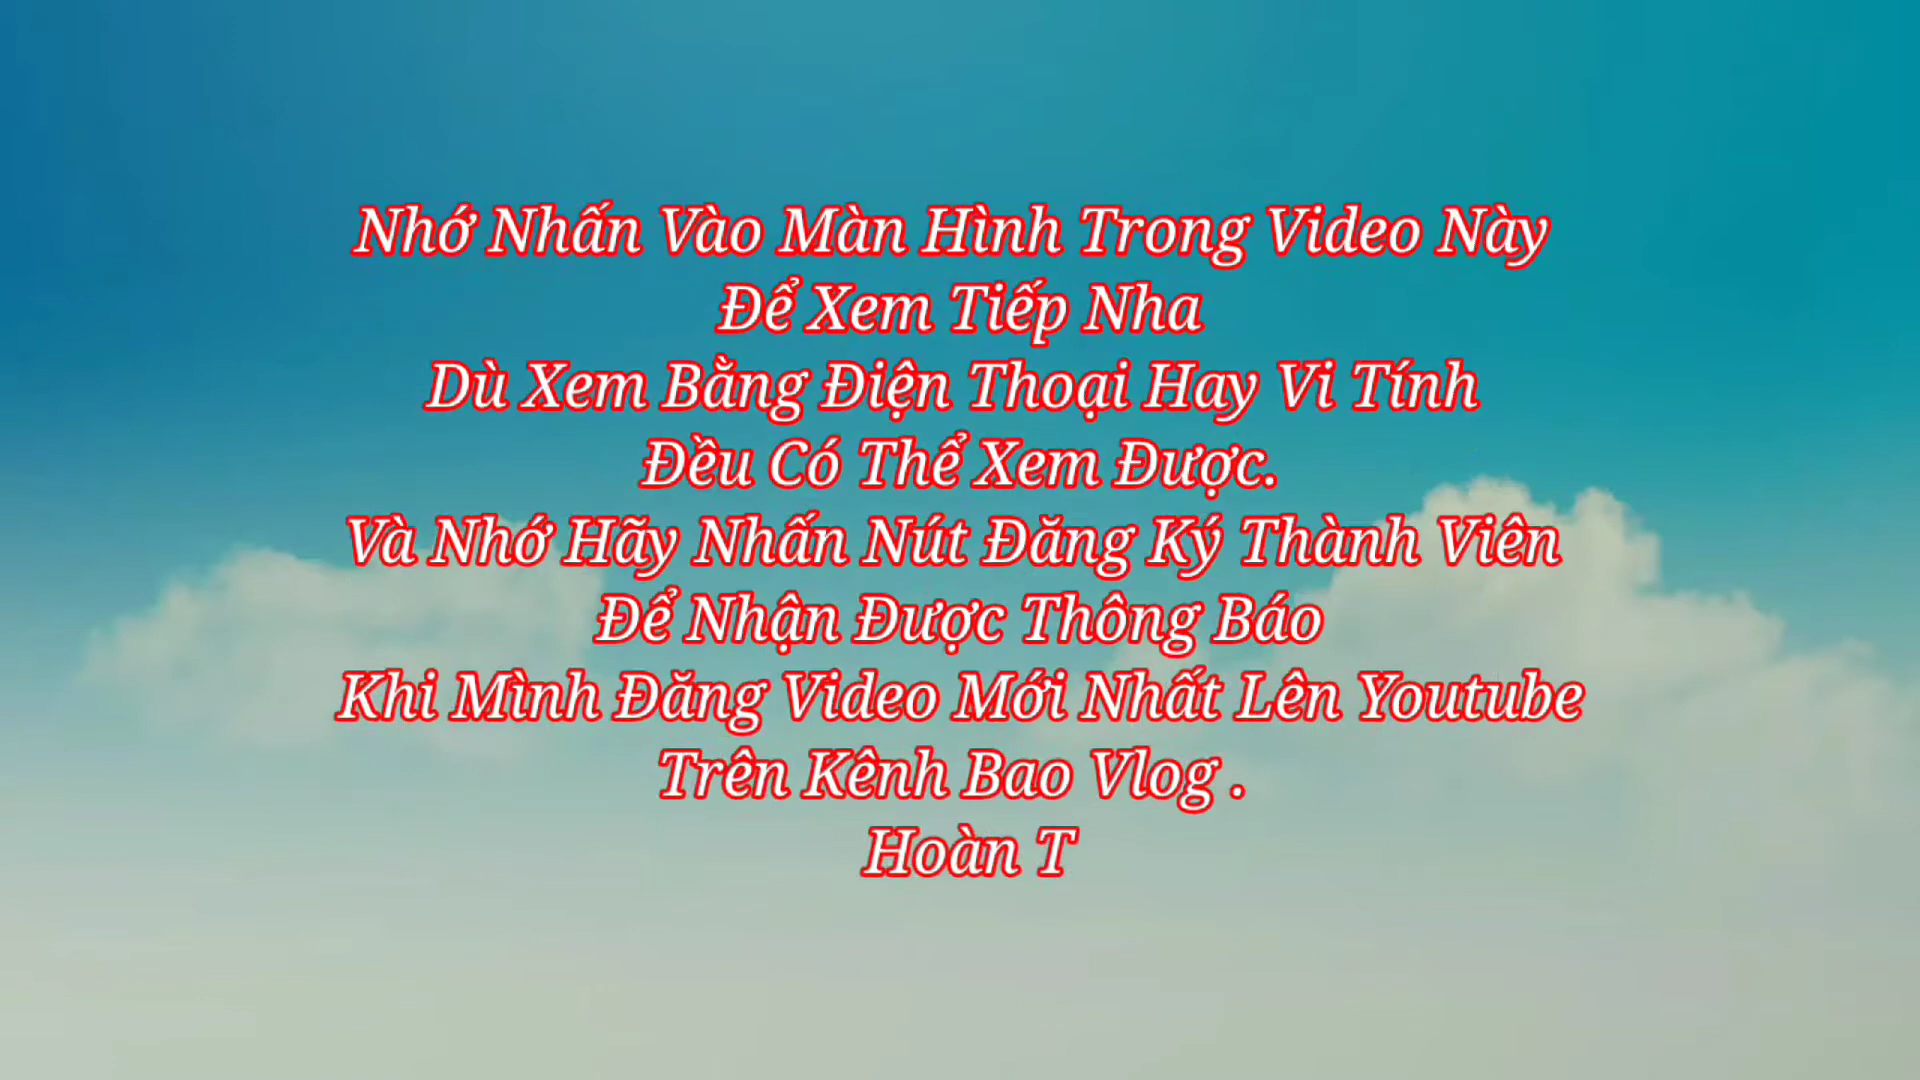 Nhớ Nhấn Vào Màn Hình Trong Video Này
Để Xem Tiếp Nha
Dù Xem Bằng Điện Thoại Hay Vi Tính
Đều Có Thể Xem Được.
Và Nhớ Hãy Nhấn Nút Đăng Ký Thành Viên
Để Nhận Được Thông Báo
Khi Mình Đăng Video Mới Nhất Lên Youtube
Trên Kênh Bao Vlog .
Hoàn T